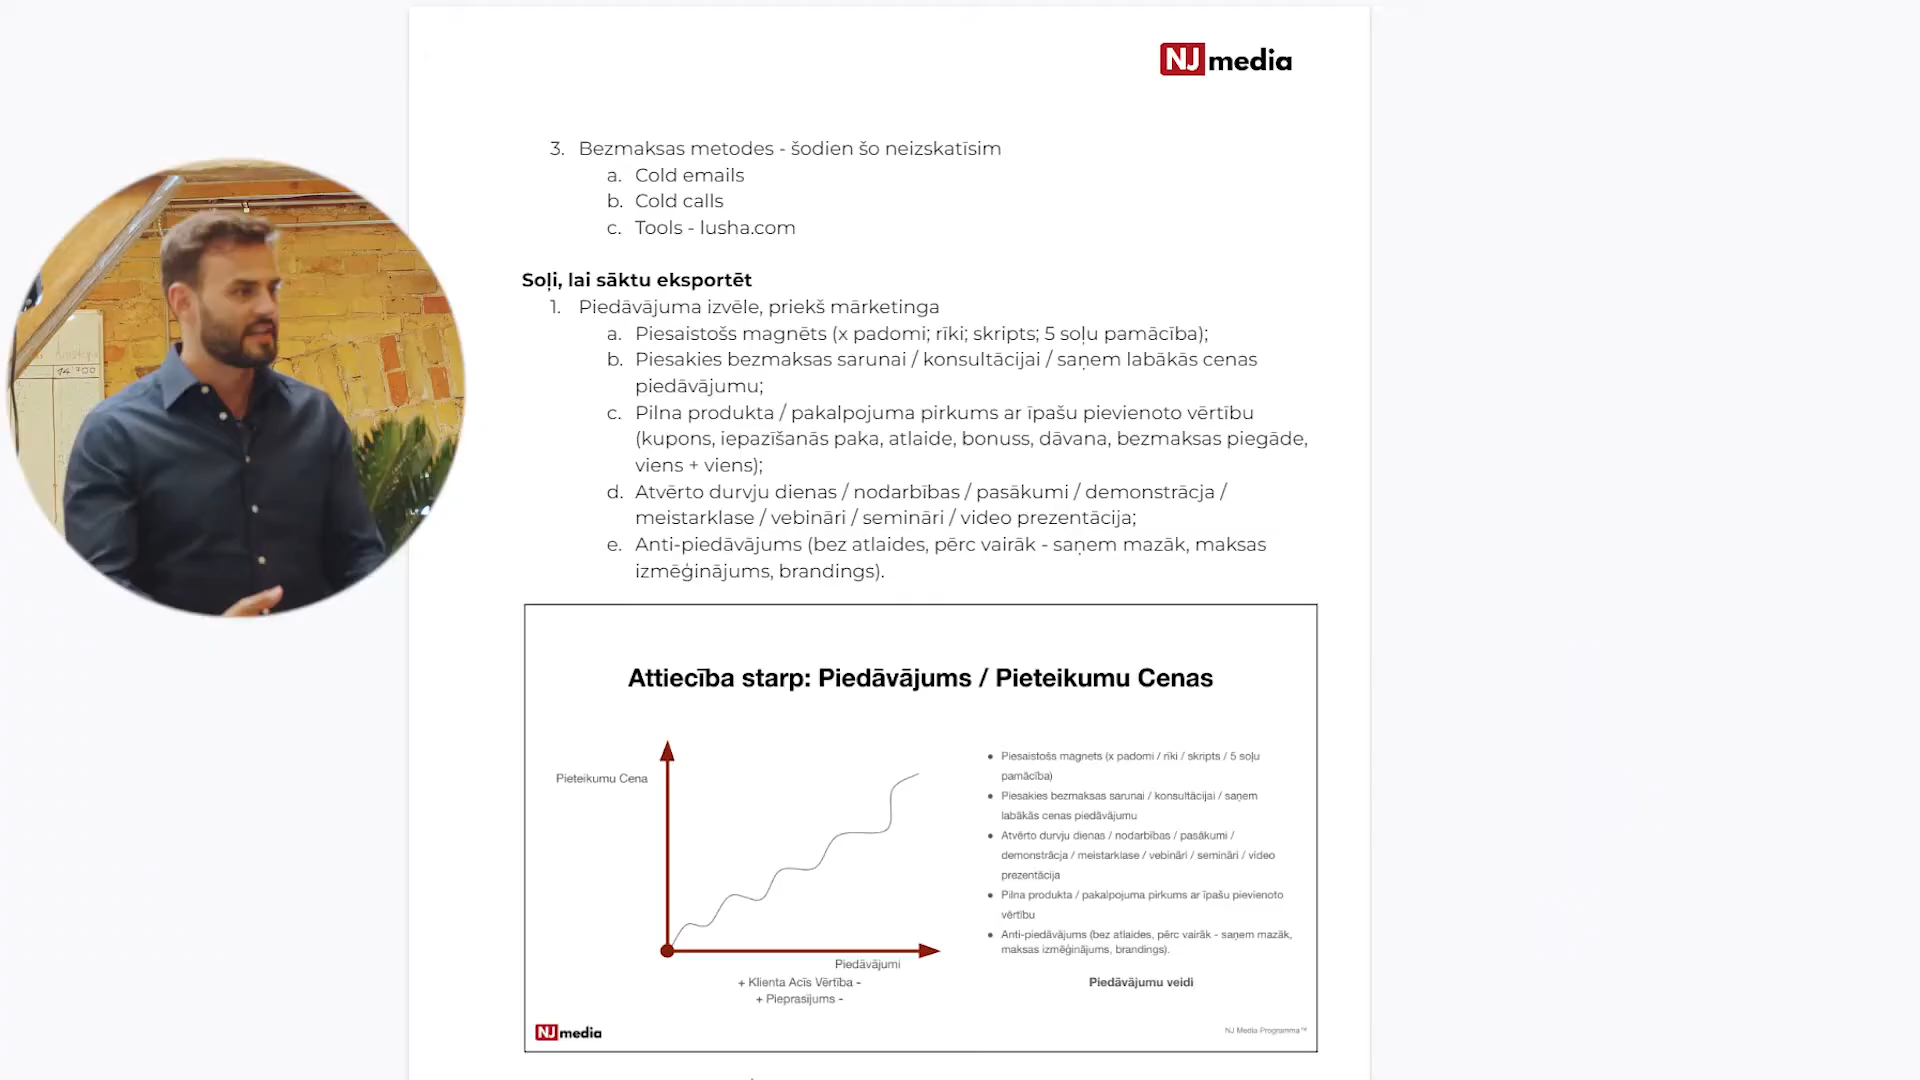 NJ media
3. Bezmaksas metodes - šodien šo neizskatīsim
a. Cold emails
b. Cold calls
c. Tools - lusha.com
Soļi, lai sāktu eksportēt
1. Piedāvājuma izvēle, priekš mārketinga
a. Piesaistošs magnēts (x padomi; rīki; skripts; 5 soļu pamācība);
b. Piesakies bezmaksas sarunai / konsultācijai / saņem labākās cenas
piedāvājumu;
c. Pilna produkta / pakalpojuma pirkums ar īpašu pievienoto vērtību
(kupons, iepazīšanās paka, atlaide, bonuss, dāvana, bezmaksas piegāde,
viens + viens);
d. Atvērto durvju dienas / nodarbības / pasākumi / demonstrācja /
meistarklase / vebināri / semināri / video prezentācija;
e. Anti-piedāvājums (bez atlaides, pērc vairāk - saņem mazāk, maksas
izmēģinājums, brandings).
Attiecība starp: Piedāvājums / Pieteikumu Cenas
Pieteikumu Cena
Piedāvājumi
+ Klienta Acīs Vērtība -
+ Pieprasījums -
• Piesaistošs magnets (x padomi / rīki / skripts / 5 soļu
pamācība)
• Piesakies bezmaksas sarunai / konsultācijai / saņem
labākās cenas piedāvājumu
• Atvērto durvju dienas / nodarbības / pasākumi /
demonstrācja / meistarklase / vebināri / semināri / video
prezentācija
• Pilna produkta / pakalpojuma pirkums ar īpašu pievienoto
vērtību
• Anti-piedāvājums (bez atlaides, pērc vairāk - saņem mazāk,
maksas izmēģinājums, brandings).
Piedāvājumu veidi
NJ media
NJ Media Programma™
14'700